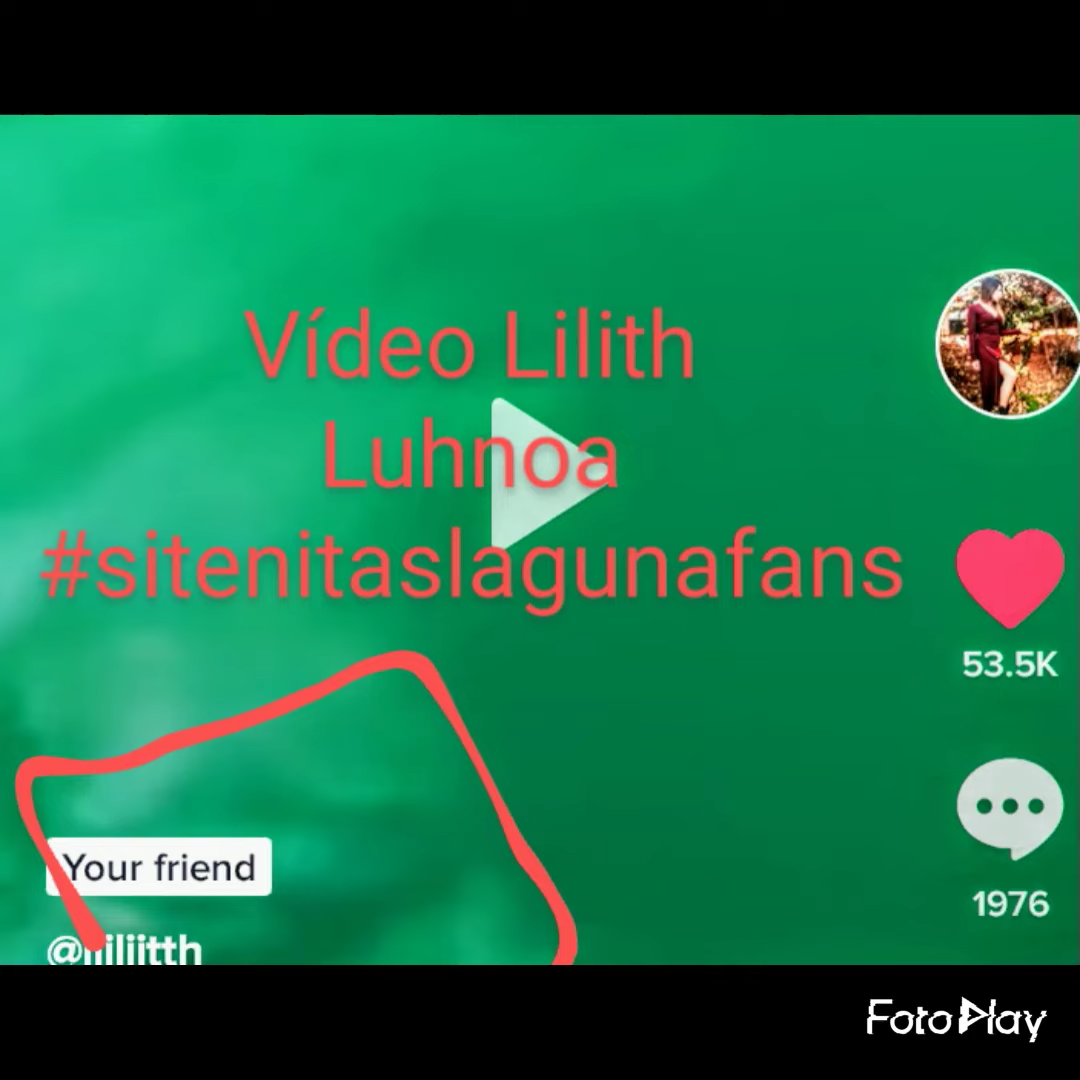 Vídeo Lilith
Luhnoa
#sitenitaslagunafans
53.5K
Your friend
1976
FotoPlay